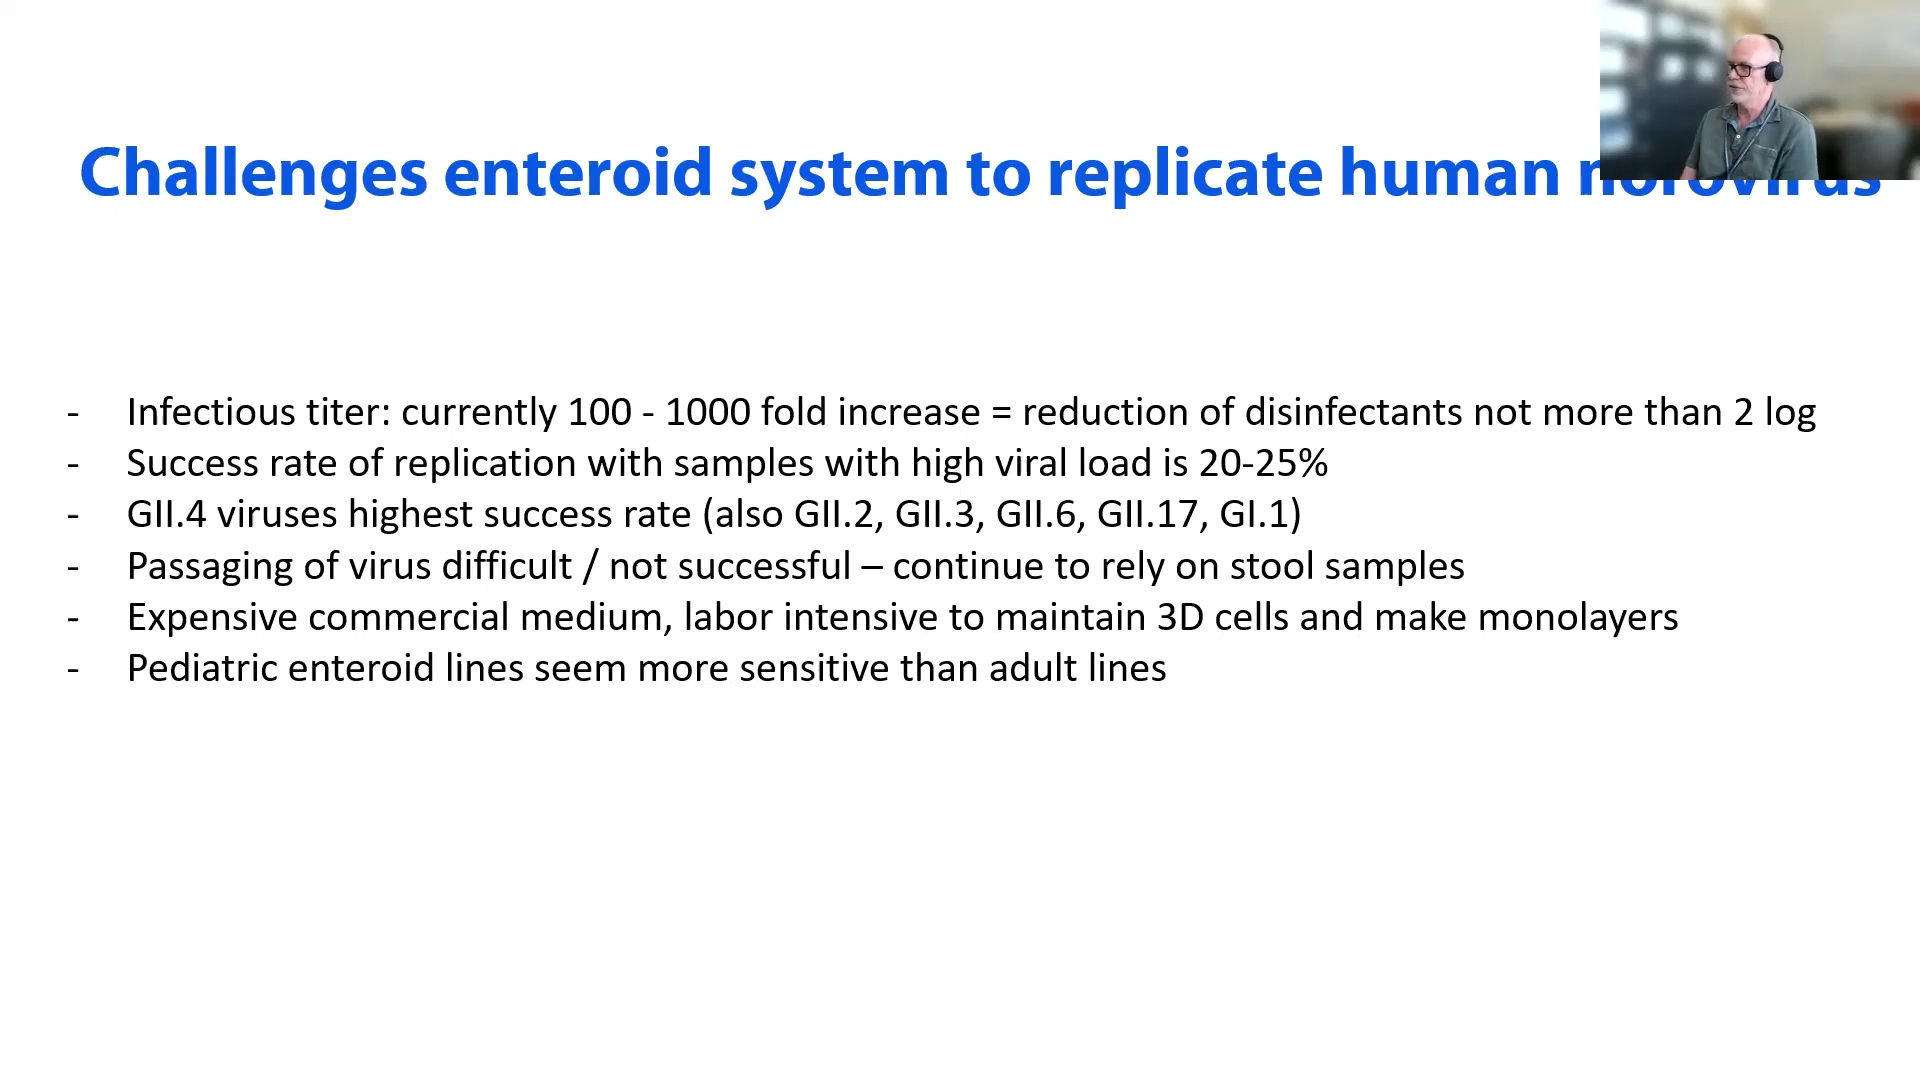 Challenges enteroid system to replicate human norovirus
- Infectious titer: currently 100 - 1000 fold increase = reduction of disinfectants not more than 2 log
- Success rate of replication with samples with high viral load is 20-25%
- GII.4 viruses highest success rate (also GII.2, GII.3, GII.6, GII.17, GI.1)
- Passaging of virus difficult / not successful – continue to rely on stool samples
- Expensive commercial medium, labor intensive to maintain 3D cells and make monolayers
- Pediatric enteroid lines seem more sensitive than adult lines